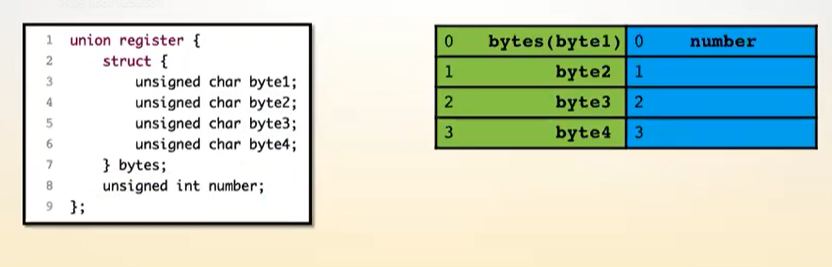 1 union register {
2 struct {
3 unsigned char byte1;
4 unsigned char byte2;
5 unsigned char byte3;
6 unsigned char byte4;
7 } bytes;
8 unsigned int number;
9 };
0 bytes(byte1) 0 number
1 byte2 1
2 byte3 2
3 byte4 3